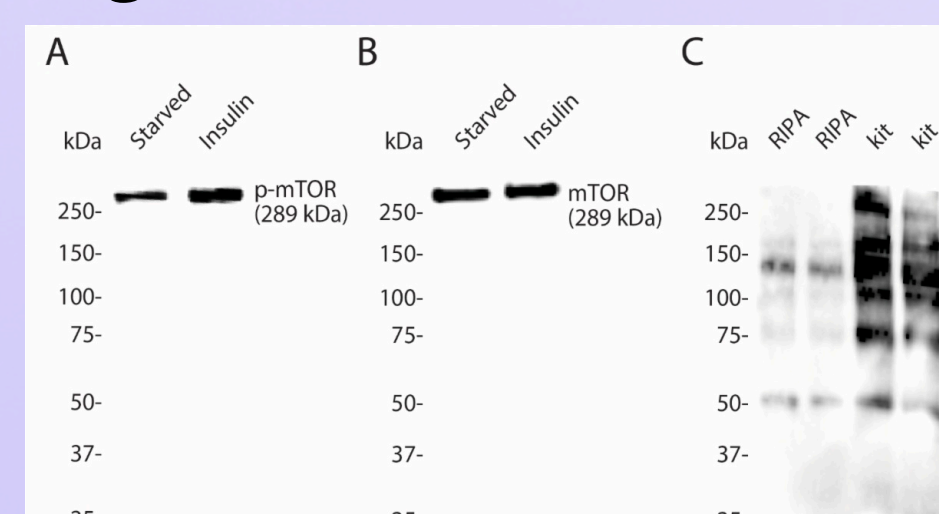 A
Starved
Insulin
kDa
p-mTOR
(289 kDa)
250-
150-
100-
75-
50-
37-
B
Starved
Insulin
kDa
mTOR
(289 kDa)
250-
150-
100-
75-
50-
37-
C
RIPA
RIPA
kit
kit
kDa
250-
150-
100-
75-
50-
37-